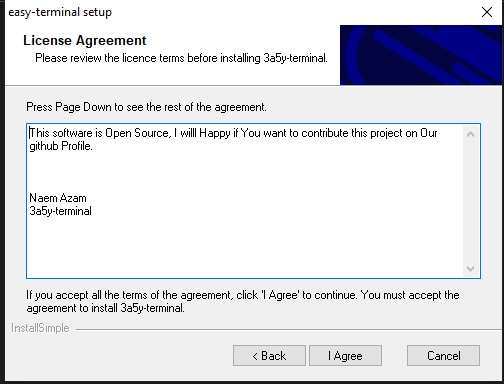 easy-terminal setup
License Agreement
Please review the licence terms before installing 3a5y-terminal.
Press Page Down to see the rest of the agreement.
This software is Open Source, I willl Happy if You want to contribute this project on Our
github Profile.
Naem Azam
3a5y-terminal
If you accept all the terms of the agreement, click 'I Agree' to continue. You must accept the
agreement to install 3a5y-terminal.
InstallSimple
< Back
I Agree
Cancel